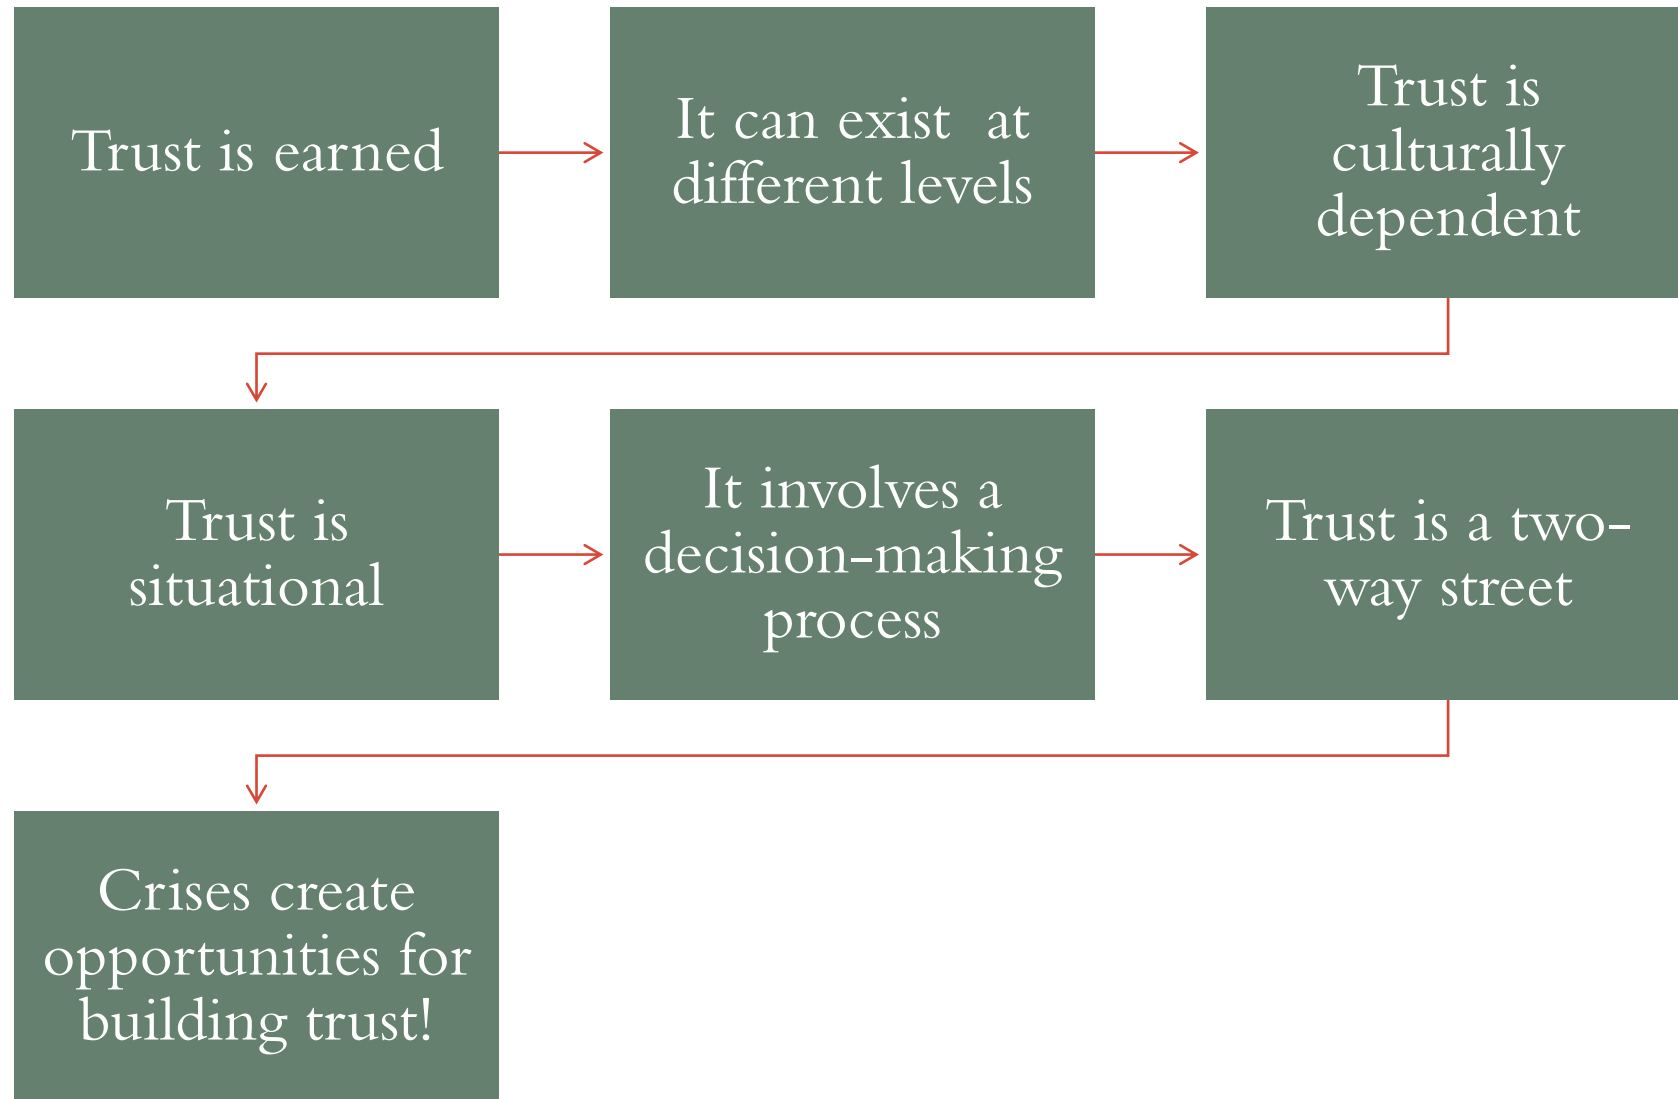 Trust is earned
It can exist  at
different levels
Trust is
culturally
dependent
Trust is
situational
It involves a
decision-making
process
Trust is a two-
way street
Crises create
opportunities for
building trust!